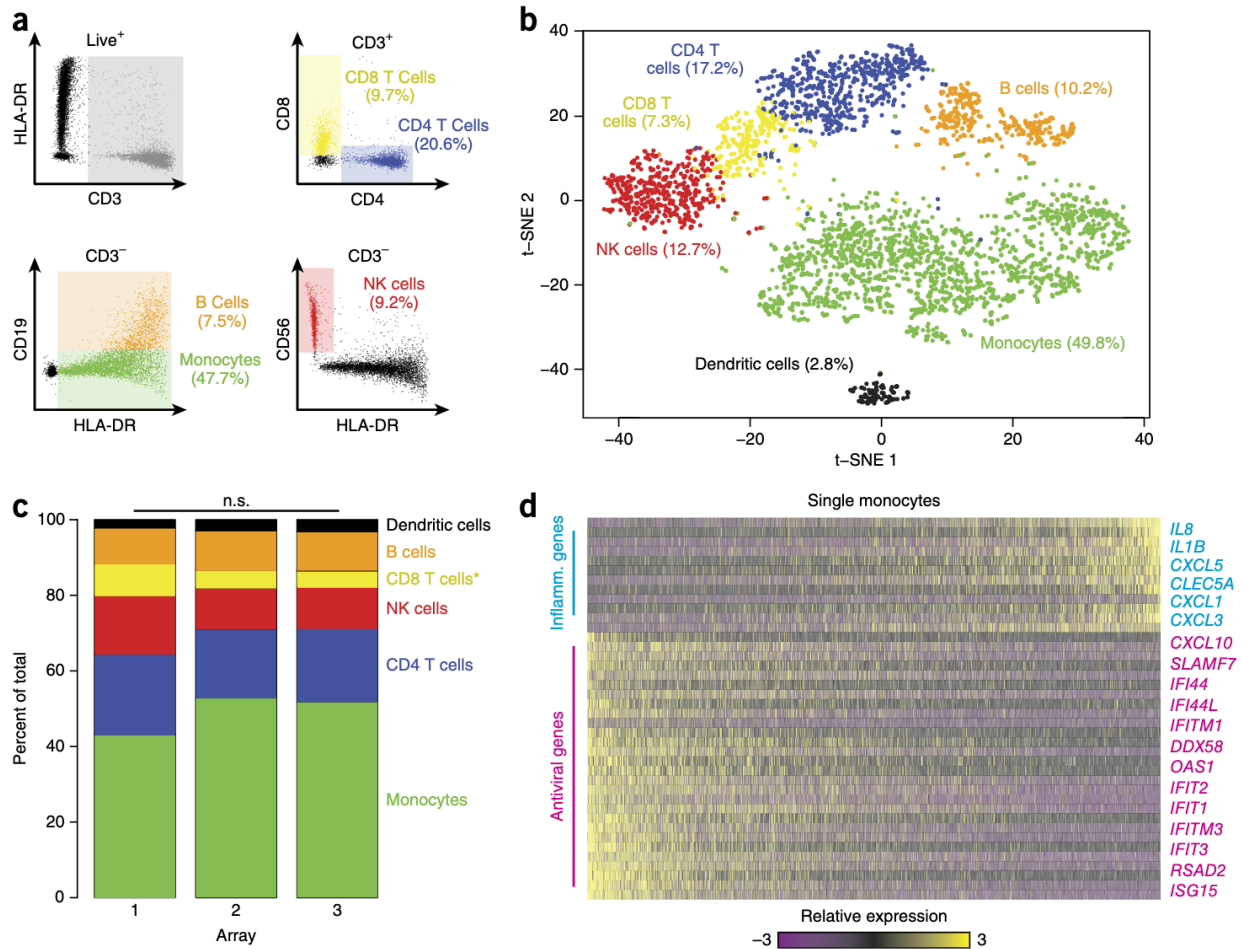 a
Live+
HLA-DR
CD3
CD3+
CD8
CD8 T Cells
(9.7%)
CD4 T Cells
(20.6%)
CD4
CD3−
CD19
B Cells
(7.5%)
Monocytes
(47.7%)
HLA-DR
CD3−
CD56
NK cells
(9.2%)
HLA-DR
b
t−SNE 2
40
20
0
−20
−40
CD4 T
cells (17.2%)
CD8 T
cells (7.3%)
B cells (10.2%)
NK cells (12.7%)
Monocytes (49.8%)
Dendritic cells (2.8%)
−40
−20
0
20
40
t−SNE 1
c
n.s.
Percent of total
100
80
60
40
20
0
Dendritic cells
B cells
CD8 T cells*
NK cells
CD4 T cells
Monocytes
1
2
3
Array
d
Single monocytes
Inflamm. genes
Antiviral genes
IL8
IL1B
CXCL5
CLEC5A
CXCL1
CXCL3
CXCL10
SLAMF7
IFI44
IFI44L
IFITM1
DDX58
OAS1
IFIT2
IFIT1
IFITM3
IFIT3
RSAD2
ISG15
Relative expression
−3
3